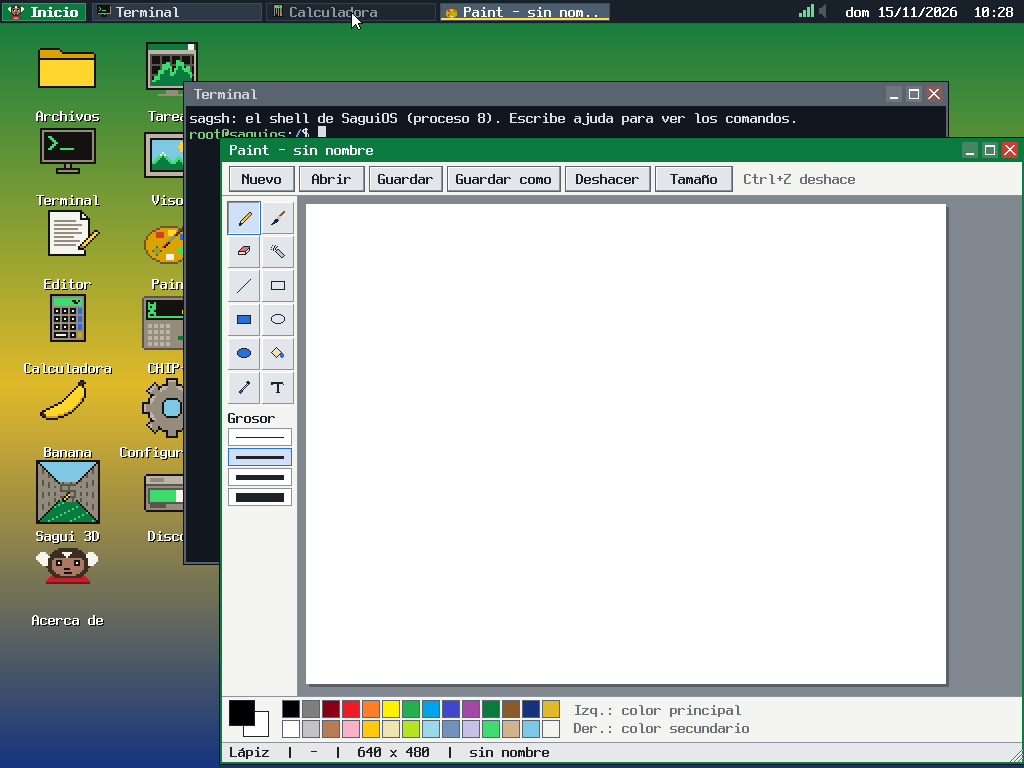 Inicio
Terminal
Calculadora
Paint - sin nom..
dom 15/11/2026
10:28
Archivos
Terminal
Editor
Calculadora
CHIP-
Banana
Configur
Sagui 3D
Disc
Acerca de
Terminal
sagsh: el shell de SaguiOS (proceso 8). Escribe ajuda para ver los comandos.
root@saguios:/$
Paint - sin nombre
Nuevo
Abrir
Guardar
Guardar como
Deshacer
Tamaño
Ctrl+Z deshace
T
Grosor
Izq.: color principal
Der.: color secundario
Lápiz | - | 640 x 480 | sin nombre